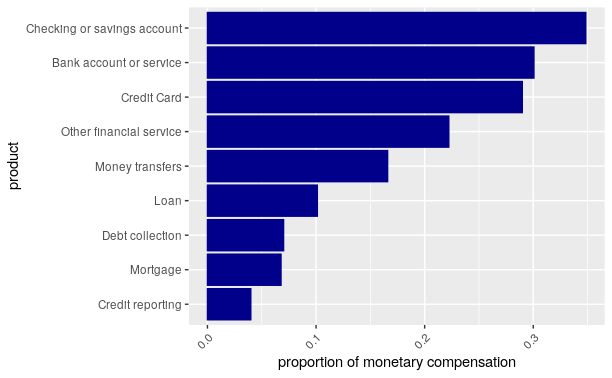 Checking or savings account
Bank account or service
Credit Card
Other financial service
Money transfers
Loan
Debt collection
Mortgage
Credit reporting
product
0.0 0.1 0.2 0.3
proportion of monetary compensation